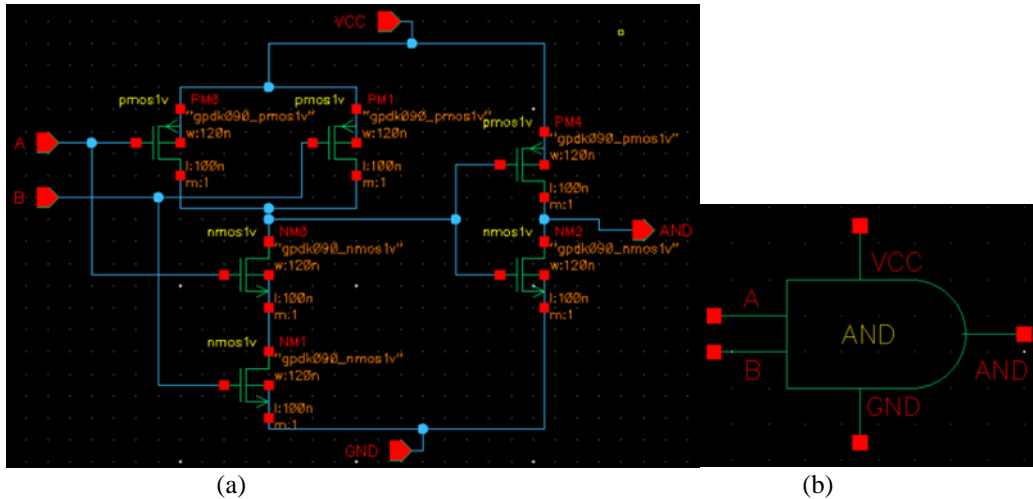 VCC
pmos1v PM0
"gpdk090_pmos1v"
w:120n
l:100n
m:1
pmos1v PM1
"gpdk090_pmos1v"
w:120n
l:100n
m:1
pmos1v PM4
"gpdk090_pmos1v"
w:120n
l:100n
m:1
A
B
nmos1v NM0
"gpdk090_nmos1v"
w:120n
l:100n
m:1
nmos1v NM2
"gpdk090_nmos1v"
w:120n
l:100n
m:1
AND
nmos1v NM1
"gpdk090_nmos1v"
w:120n
l:100n
m:1
GND
VCC
A
AND
B
AND
GND
(a)
(b)